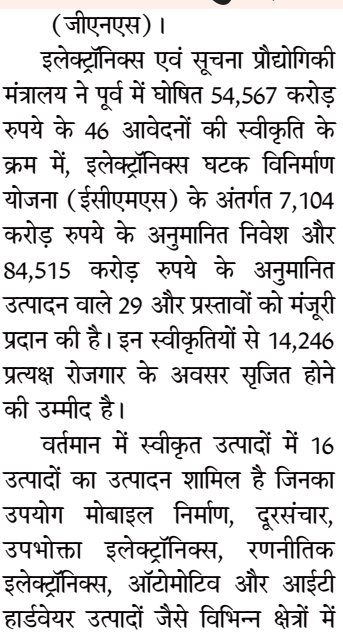 (जीएनएस)।
इलेक्ट्रॉनिक्स एवं सूचना प्रौद्योगिकी
मंत्रालय ने पूर्व में घोषित 54,567 करोड़
रुपये के 46 आवेदनों की स्वीकृति के
क्रम में, इलेक्ट्रॉनिक्स घटक विनिर्माण
योजना (ईसीएमएस) के अंतर्गत 7,104
करोड़ रुपये के अनुमानित निवेश और
84,515 करोड़ रुपये के अनुमानित
उत्पादन वाले 29 और प्रस्तावों को मंजूरी
प्रदान की है। इन स्वीकृतियों से 14,246
प्रत्यक्ष रोजगार के अवसर सृजित होने
की उम्मीद है।
वर्तमान में स्वीकृत उत्पादों में 16
उत्पादों का उत्पादन शामिल है जिनका
उपयोग मोबाइल निर्माण, दूरसंचार,
उपभोक्ता इलेक्ट्रॉनिक्स, रणनीतिक
इलेक्ट्रॉनिक्स, ऑटोमोटिव और आईटी
हार्डवेयर उत्पादों जैसे विभिन्न क्षेत्रों में